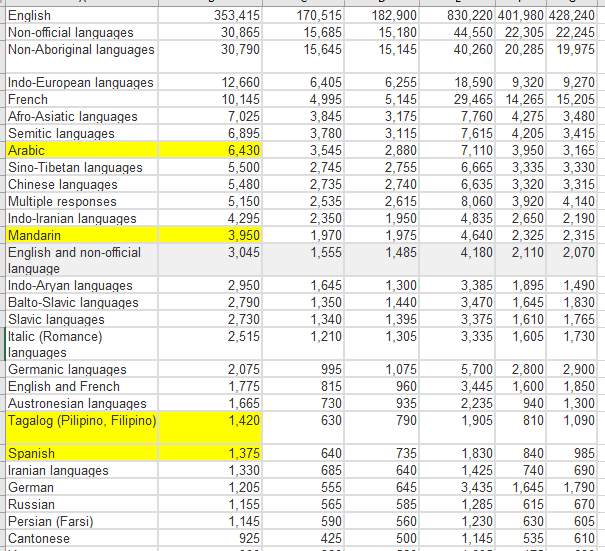 English 353,415 170,515 182,900 830,220 401,980 428,240
Non-official languages 30,865 15,685 15,180 44,550 22,305 22,245
Non-Aboriginal languages 30,790 15,645 15,145 40,260 20,285 19,975
Indo-European languages 12,660 6,405 6,255 18,590 9,320 9,270
French 10,145 4,995 5,145 29,465 14,265 15,205
Afro-Asiatic languages 7,025 3,845 3,175 7,760 4,275 3,480
Semitic languages 6,895 3,780 3,115 7,615 4,205 3,415
Arabic 6,430 3,545 2,880 7,110 3,950 3,165
Sino-Tibetan languages 5,500 2,745 2,755 6,665 3,335 3,330
Chinese languages 5,480 2,735 2,740 6,635 3,320 3,315
Multiple responses 5,150 2,535 2,615 8,060 3,920 4,140
Indo-Iranian languages 4,295 2,350 1,950 4,835 2,650 2,190
Mandarin 3,950 1,970 1,975 4,640 2,325 2,315
English and non-official 3,045 1,555 1,485 4,180 2,110 2,070
language
Indo-Aryan languages 2,950 1,645 1,300 3,385 1,895 1,490
Balto-Slavic languages 2,790 1,350 1,440 3,470 1,645 1,830
Slavic languages 2,730 1,340 1,395 3,375 1,610 1,765
Italic (Romance) 2,515 1,210 1,305 3,335 1,605 1,730
languages
Germanic languages 2,075 995 1,075 5,700 2,800 2,900
English and French 1,775 815 960 3,445 1,600 1,850
Austronesian languages 1,665 730 935 2,235 940 1,300
Tagalog (Pilipino, Filipino) 1,420 630 790 1,905 810 1,090
Spanish 1,375 640 735 1,830 840 985
Iranian languages 1,330 685 640 1,425 740 690
German 1,205 555 645 3,435 1,645 1,790
Russian 1,155 565 585 1,285 615 670
Persian (Farsi) 1,145 590 560 1,230 630 605
Cantonese 925 425 500 1,145 535 610